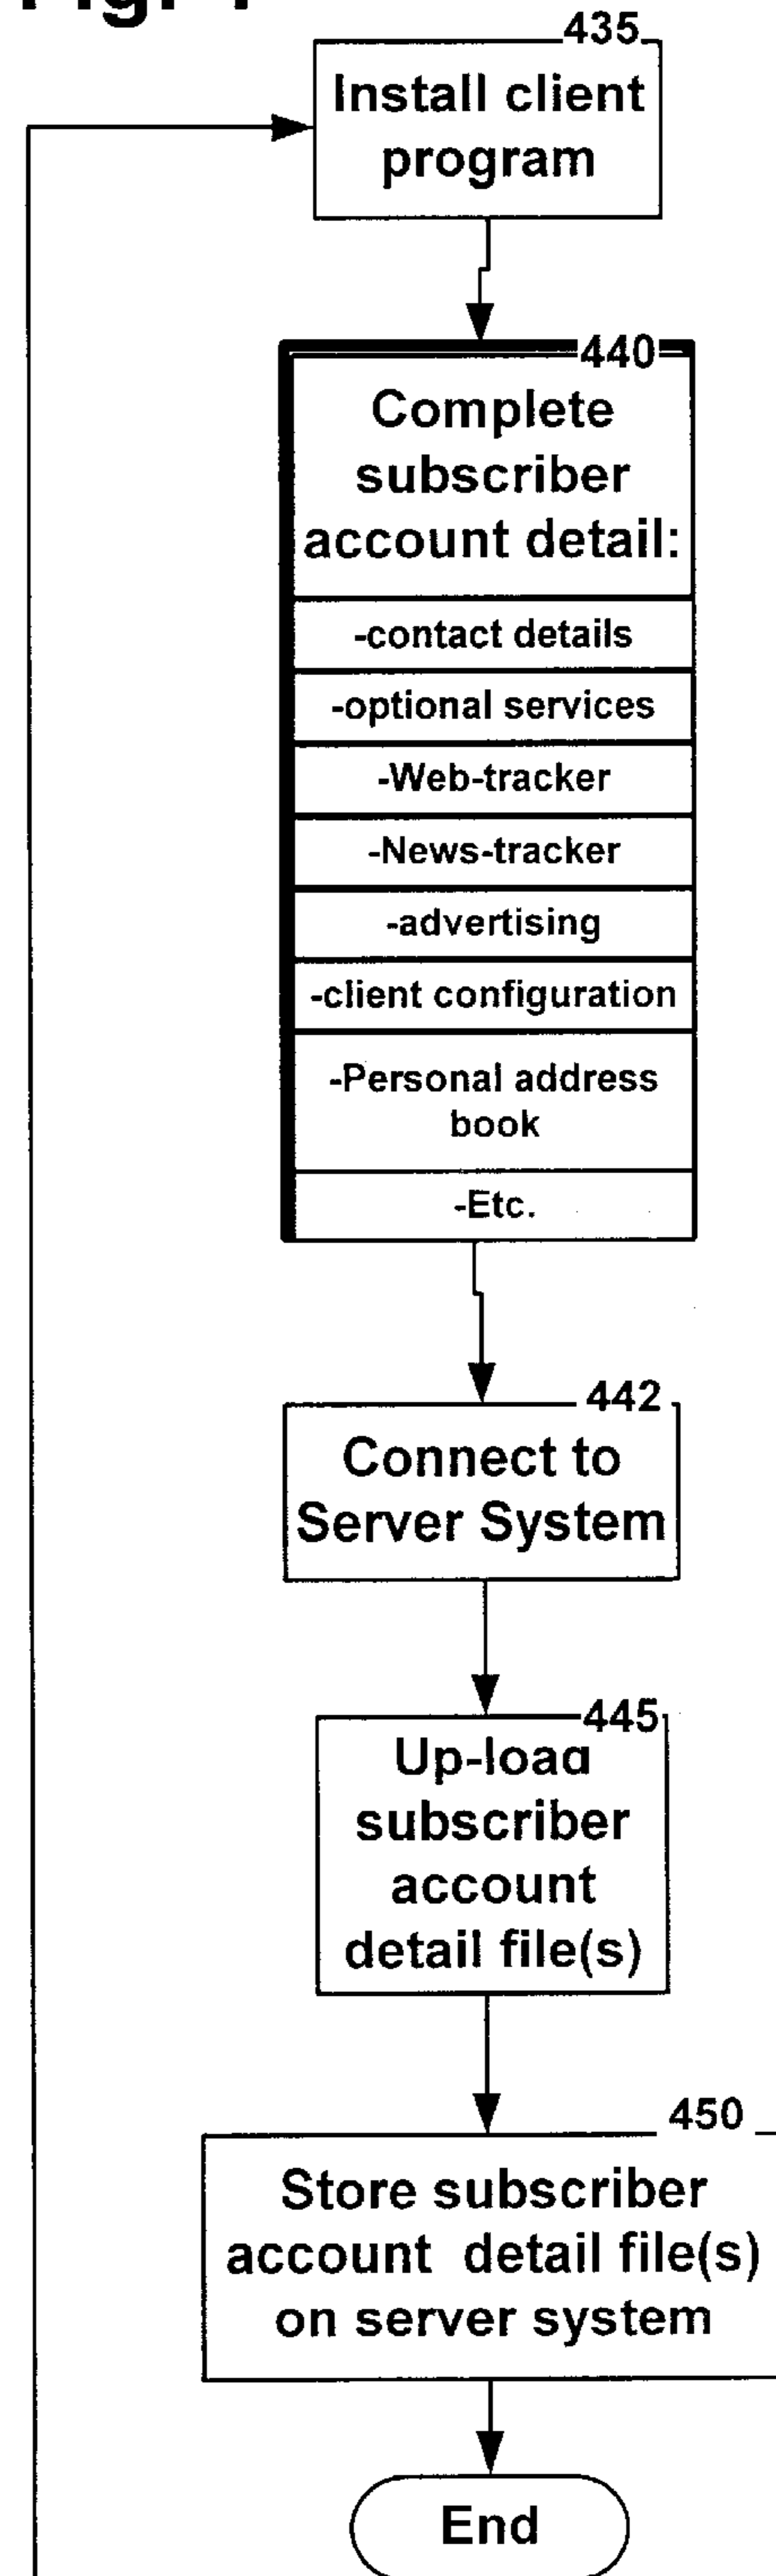 435
Install client
program
440
Complete
subscriber
account detail:
-contact details
-optional services
-Web-tracker
-News-tracker
-advertising
-client configuration
-Personal address
book
-Etc.
442
Connect to
Server System
445
Up-load
subscriber
account
detail file(s)
450
Store subscriber
account detail file(s)
on server system
End